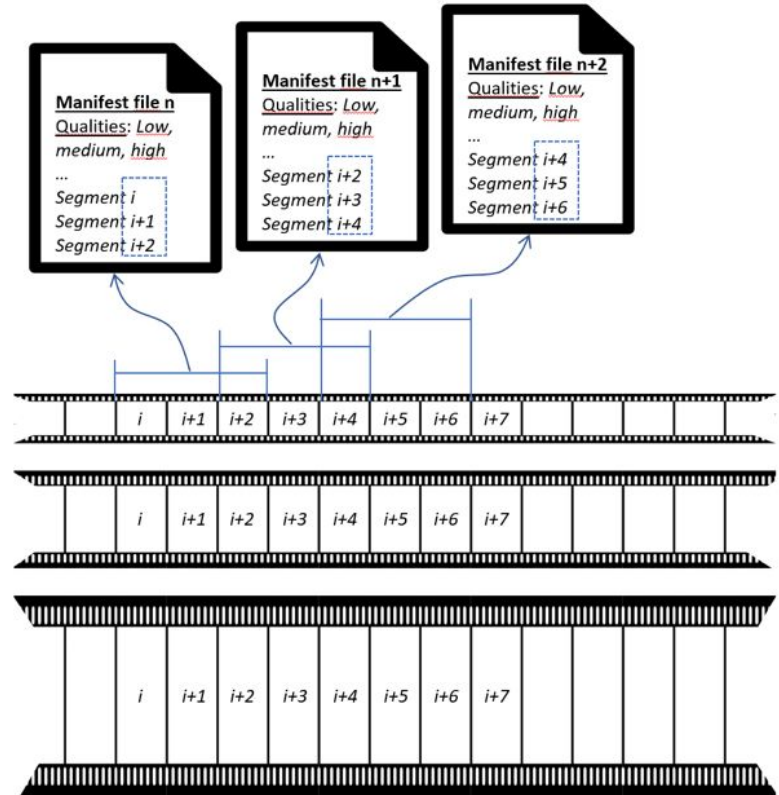 Manifest file n
Qualities: Low,
medium, high
...
Segment i
Segment i+1
Segment i+2
Manifest file n+1
Qualities: Low,
medium, high
...
Segment i+2
Segment i+3
Segment i+4
Manifest file n+2
Qualities: Low,
medium, high
...
Segment i+4
Segment i+5
Segment i+6
i i+1 i+2 i+3 i+4 i+5 i+6 i+7
i i+1 i+2 i+3 i+4 i+5 i+6 i+7
i i+1 i+2 i+3 i+4 i+5 i+6 i+7